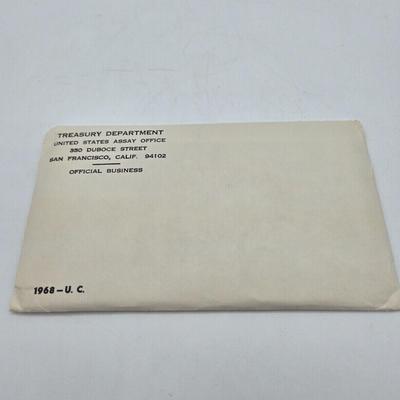 TREASURY DEPARTMENT
UNITED STATES ASSAY OFFICE
350 DUBOCE STREET
SAN FRANCISCO, CALIF. 94102
OFFICIAL BUSINESS
1968 – U. C.